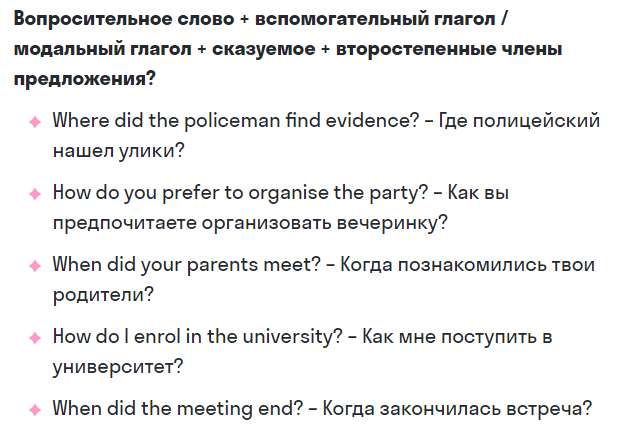 Вопросительное слово + вспомогательный глагол /
модальный глагол + сказуемое + второстепенные члены
предложения?
Where did the policeman find evidence? – Где полицейский
нашел улики?
How do you prefer to organise the party? – Как вы
предпочитаете организовать вечеринку?
When did your parents meet? – Когда познакомились твои
родители?
How do I enrol in the university? – Как мне поступить в
университет?
When did the meeting end? – Когда закончилась встреча?